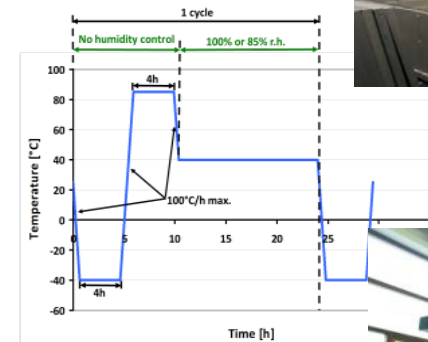 1 cycle
No humidity control
100% or 85% r.h.
100
80
60
40
20
0
-20
-40
-60
Temperature [°C]
4h
100°C/h max.
4h
0
5
10
15
20
25
Time [h]